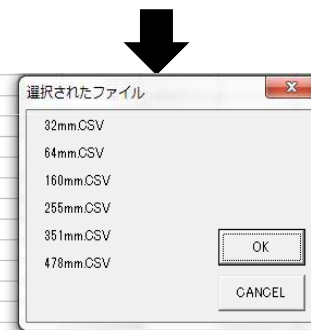 選択されたファイル
32mm.CSV
64mm.CSV
160mm.CSV
255mm.CSV
351mm.CSV
478mm.CSV
OK
CANCEL